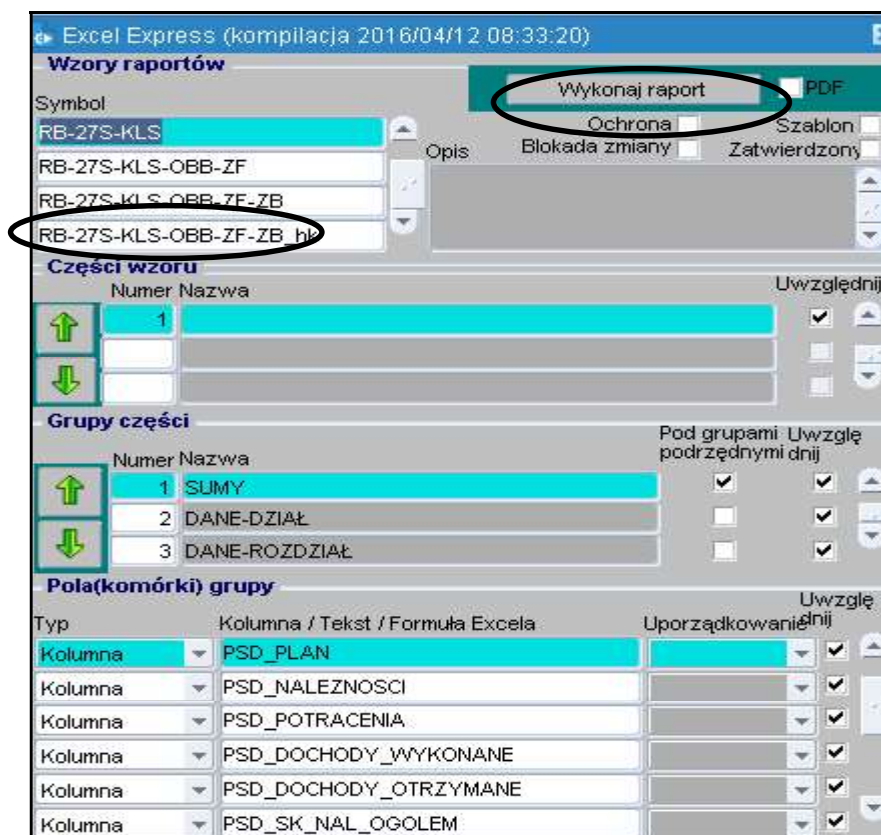 Excel Express (kompilacja 2016/04/12 08:33:20)
Wzory raportów
Wykonaj raport PDF
Symbol
Ochrona Szablon
Opis Blokada zmiany Zatwierdzony
RB-27S-KLS
RB-27S-KLS-OBB-ZF
RB-27S-KLS-OBB-ZF-ZB
RB-27S-KLS-OBB-ZF-ZB_hk
Części wzoru
Numer Nazwa Uwzględnij
1
Grupy części
Numer Nazwa Pod grupami podrzędnymi Uwzglę dnij
1 SUMY
2 DANE-DZIAŁ
3 DANE-ROZDZIAŁ
Pola(komórki) grupy
Typ Kolumna / Tekst / Formuła Excela Uporządkowanie Uwzglę dnij
Kolumna PSD_PLAN
Kolumna PSD_NALEZNOSCI
Kolumna PSD_POTRACENIA
Kolumna PSD_DOCHODY_WYKONANE
Kolumna PSD_DOCHODY_OTRZYMANE
Kolumna PSD_SK_NAL_OGOLEM